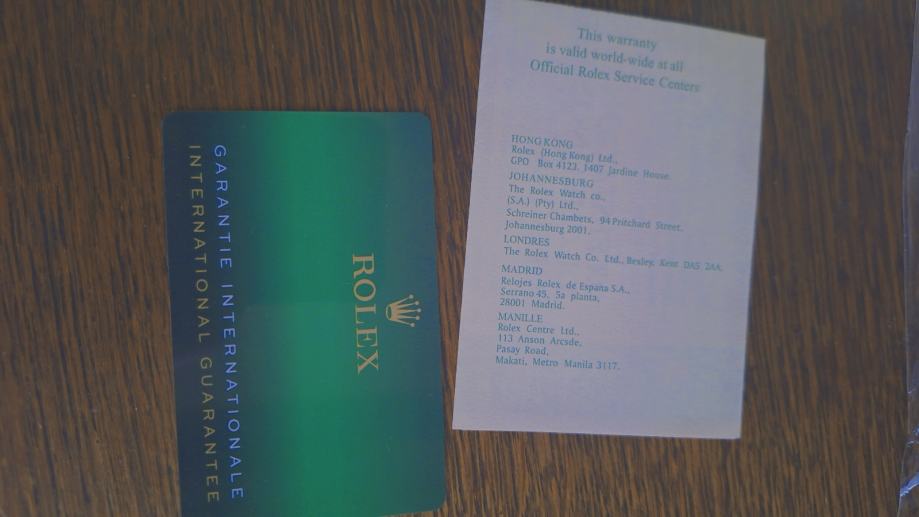 GARANTIE INTERNATIONALE
INTERNATIONAL GUARANTEE
ROLEX
This warranty
is valid world-wide at all
Official Rolex Service Centers
HONG KONG
Rolex (Hong Kong) Ltd.,
GPO Box 4123. 1407 Jardine House.
JOHANNESBURG
The Rolex Watch co.,
(S.A.) (Pty) Ltd.,
Schreiner Chambets, 94 Pritchard Street.
Johannesburg 2001.
LONDRES
The Rolex Watch Co. Ltd., Bexley. Kent DA5 2AA.
MADRID
Relojes Rolex de España S.A.,
Serrano 45, 5a planta,
28001 Madrid.
MANILLE
Rolex Centre Ltd.,
113 Anson Arcsde,
Pasay Road,
Makati, Metro Manila 3117.